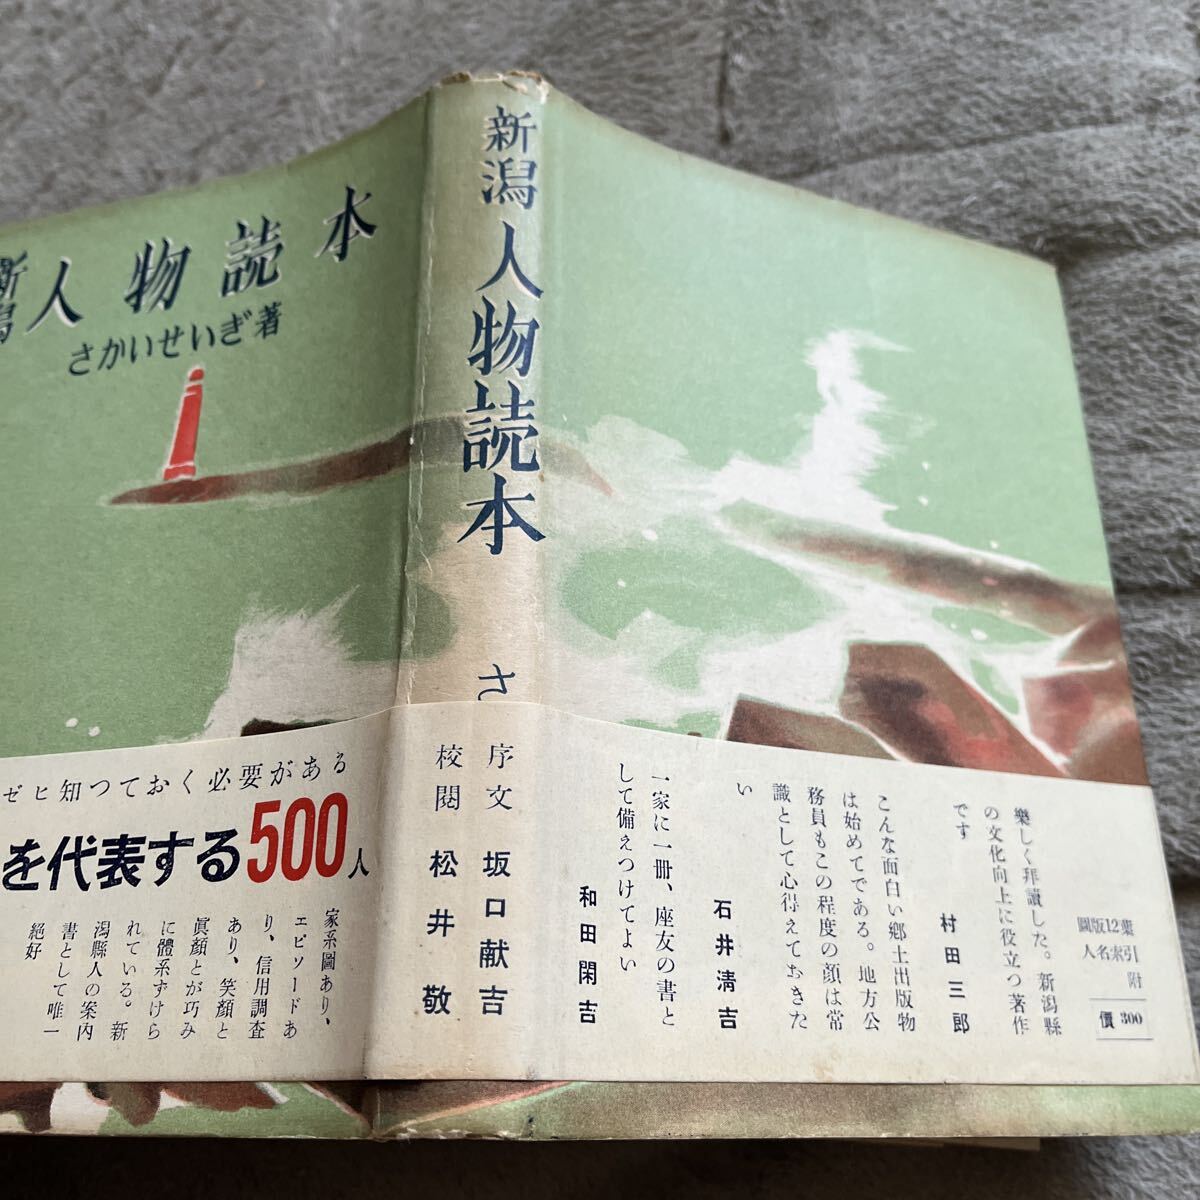 新潟
人物読本
さかいせいぎ著
新潟
人物読本
さ
ゼヒ知つておく必要がある
を代表する500人
家系圖あり、
エピソードあ
り、信用調査
あり、笑顔と
眞顔とが巧み
に體系ずけら
れている。新
潟縣人の案内
書として唯一
絶好
序文 坂口献吉
校閲 松井敬
圖版12葉
人名索引
附
價 300
樂しく拜讀した。新潟縣
の文化向上に役立つ著作
です
村田三郎
こんな面白い郷土出版物
は始めてである。地方公
務員もこの程度の顔は常
識として心得えておきた
い
石井淸吉
一家に一册、座友の書と
して備えつけてよい
和田閑吉